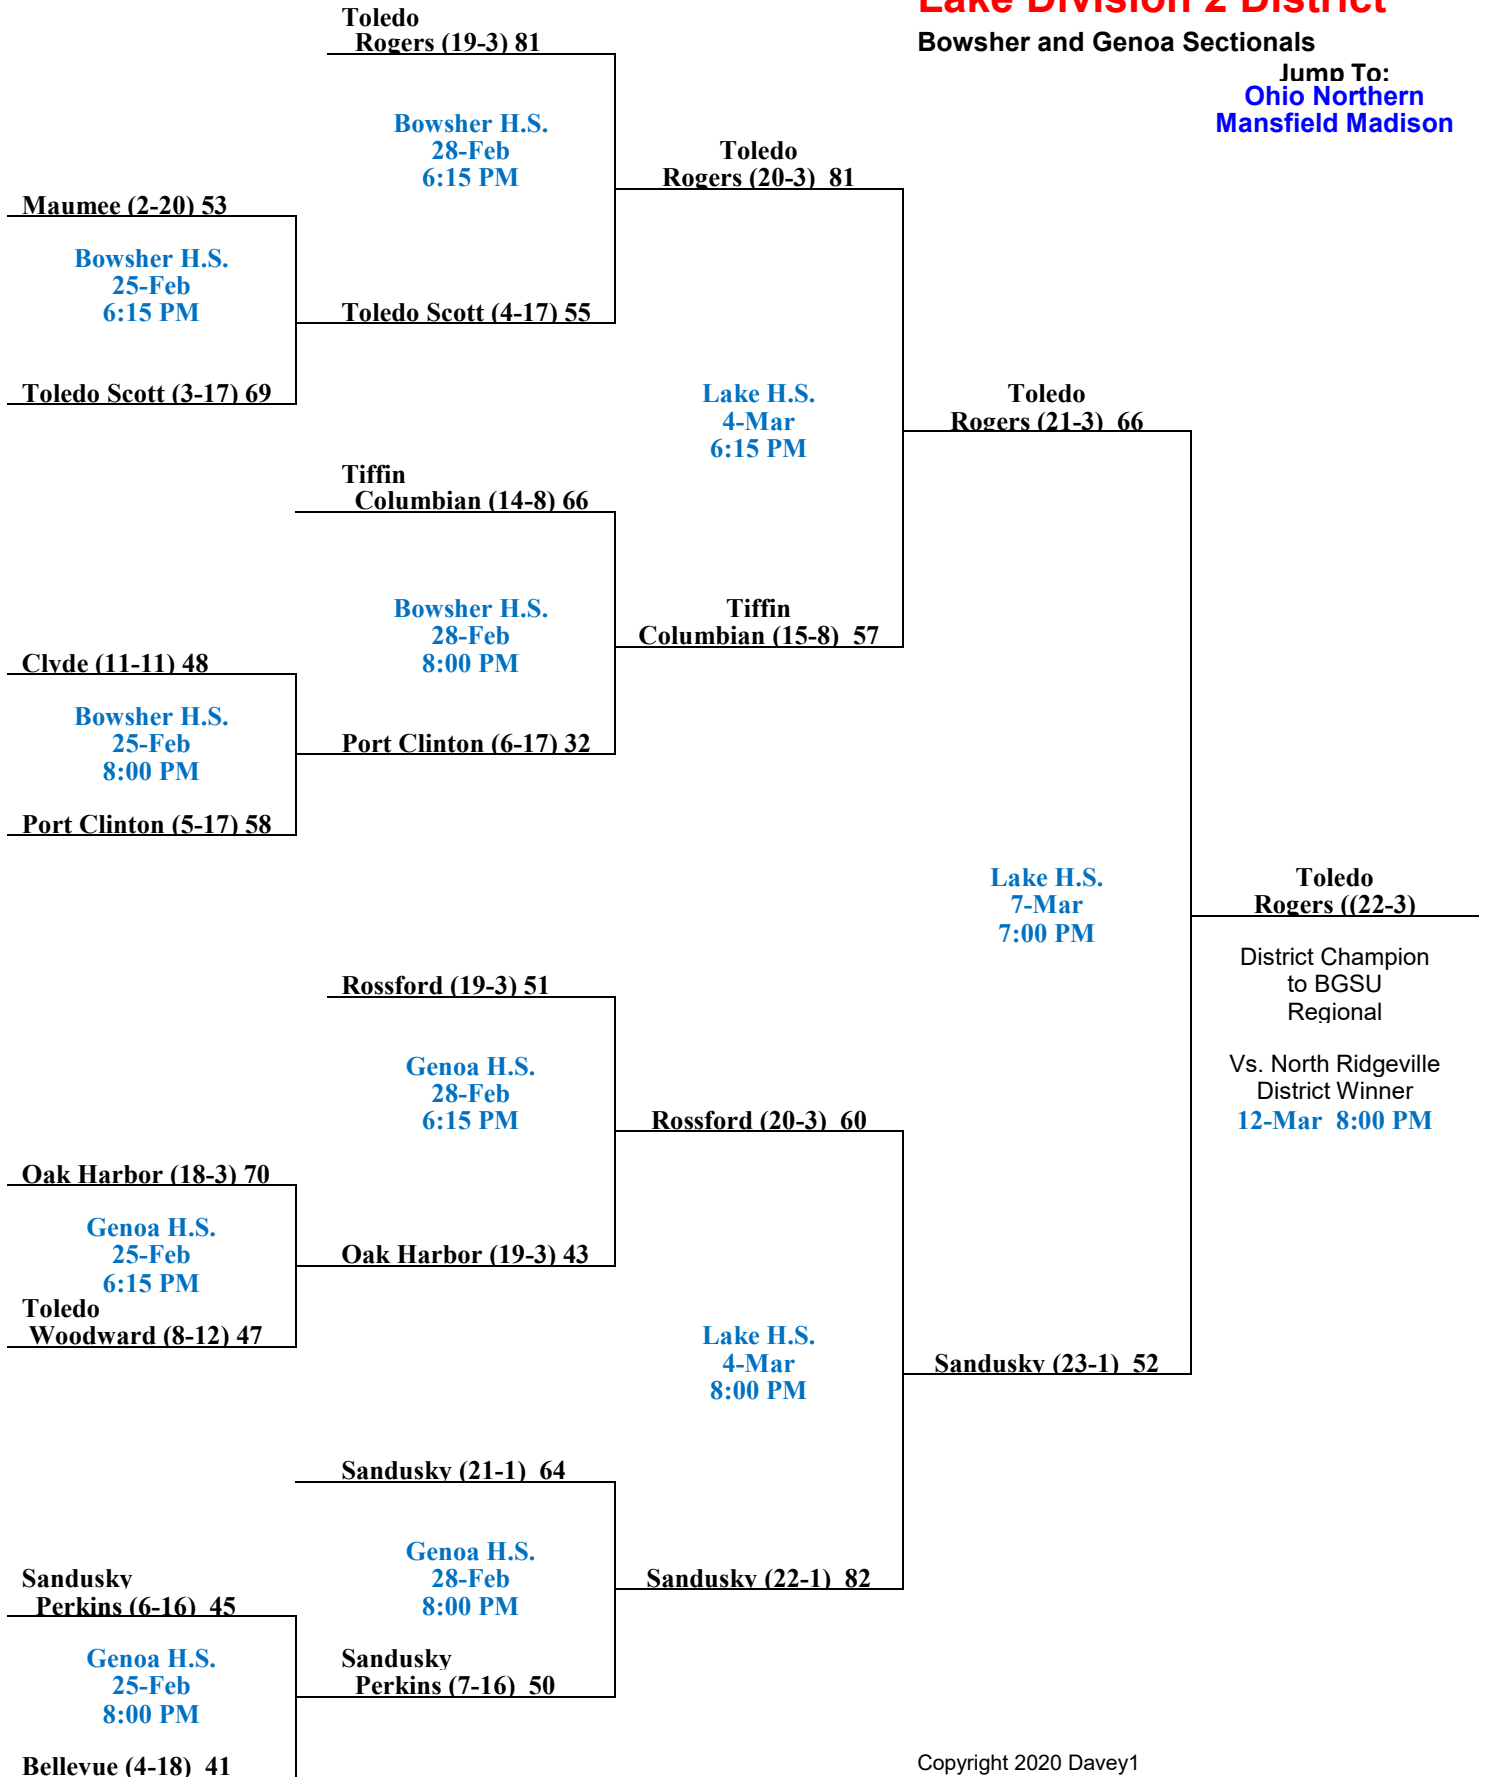 Lake Division 2 District
Bowsher and Genoa Sectionals
Jump To:
Ohio Northern
Mansfield Madison
Toledo
Rogers (19-3) 81
Bowsher H.S.
28-Feb
6:15 PM
Toledo
Rogers (20-3) 81
Maumee (2-20) 53
Bowsher H.S.
25-Feb
6:15 PM
Toledo Scott (4-17) 55
Toledo Scott (3-17) 69
Lake H.S.
4-Mar
6:15 PM
Toledo
Rogers (21-3) 66
Tiffin
Columbian (14-8) 66
Bowsher H.S.
28-Feb
8:00 PM
Tiffin
Columbian (15-8) 57
Clyde (11-11) 48
Bowsher H.S.
25-Feb
8:00 PM
Port Clinton (6-17) 32
Port Clinton (5-17) 58
Lake H.S.
7-Mar
7:00 PM
Toledo
Rogers ((22-3)
District Champion
to BGSU
Regional
Vs. North Ridgeville
District Winner
12-Mar 8:00 PM
Rossford (19-3) 51
Genoa H.S.
28-Feb
6:15 PM
Rossford (20-3) 60
Oak Harbor (18-3) 70
Genoa H.S.
25-Feb
6:15 PM
Oak Harbor (19-3) 43
Toledo
Woodward (8-12) 47
Lake H.S.
4-Mar
8:00 PM
Sandusky (23-1) 52
Sandusky (21-1) 64
Genoa H.S.
28-Feb
8:00 PM
Sandusky (22-1) 82
Sandusky
Perkins (6-16) 45
Genoa H.S.
25-Feb
8:00 PM
Sandusky
Perkins (7-16) 50
Bellevue (4-18) 41
Copyright 2020 Davey1